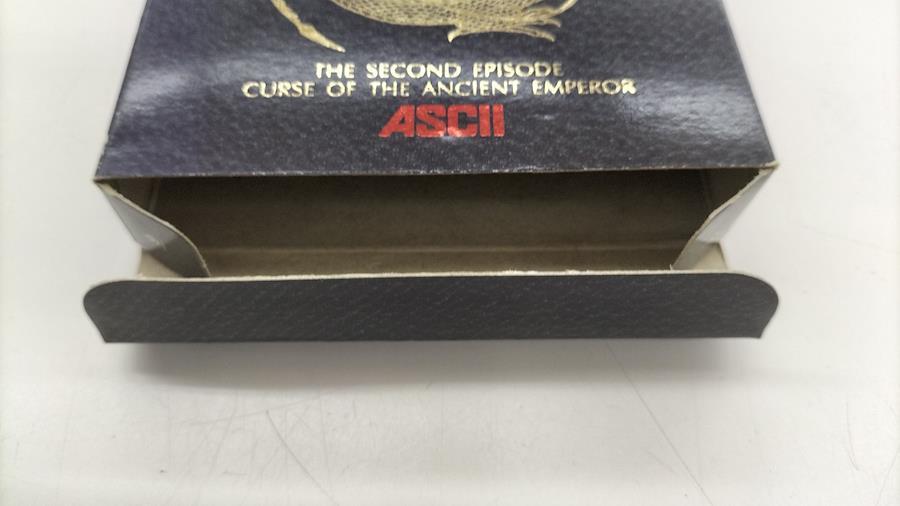 THE SECOND EPISODE
CURSE OF THE ANCIENT EMPEROR
ASCII